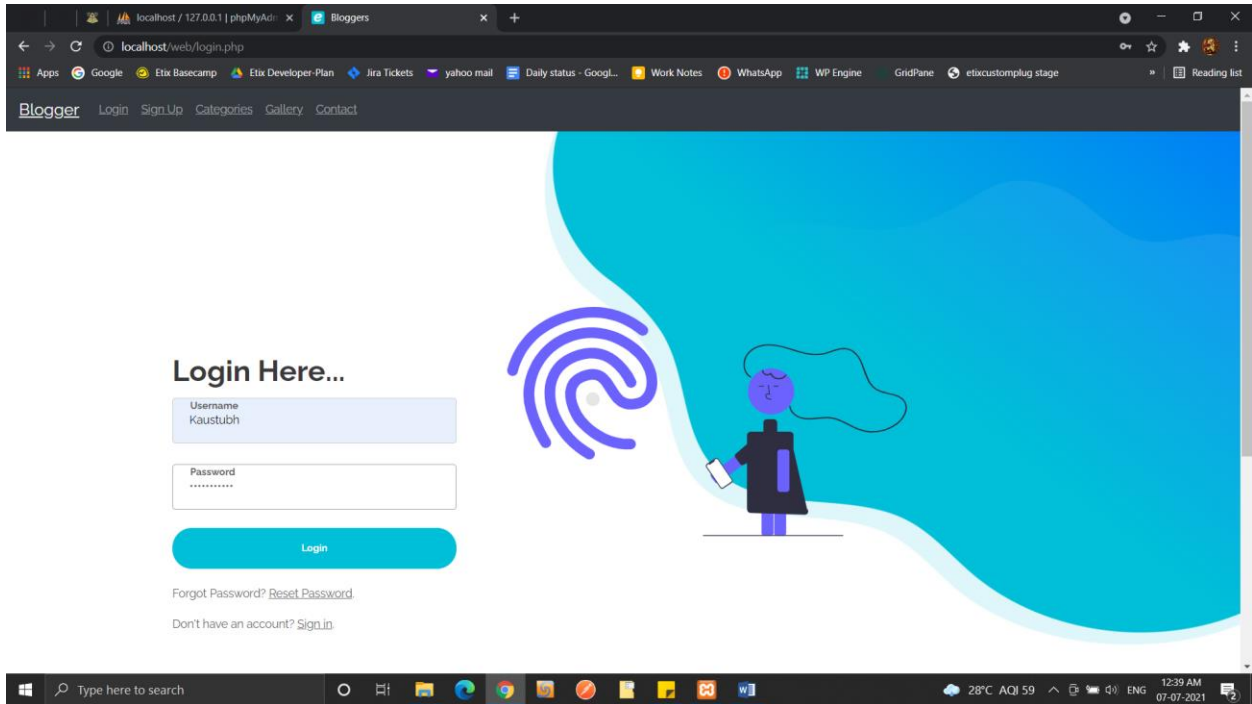 localhost / 127.0.0.1 | phpMyAdn
Bloggers
localhost/web/login.php
Apps Google Etix Basecamp Etix Developer-Plan Jira Tickets yahoo mail Daily status - Googl... Work Notes WhatsApp WP Engine GridPane etixcustomplug stage » Reading list
Blogger Login Sign Up Categories Gallery Contact
Login Here...
Username
Kaustubh
Password
...........
Login
Forgot Password? Reset Password.
Don't have an account? Sign in.
Type here to search
28°C AQI 59 ENG
12:39 AM
07-07-2021
2